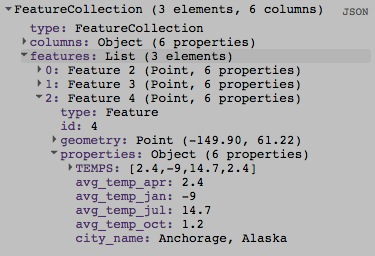 FeatureCollection (3 elements, 6 columns) JSON
type: FeatureCollection
columns: Object (6 properties)
features: List (3 elements)
0: Feature 2 (Point, 6 properties)
1: Feature 3 (Point, 6 properties)
2: Feature 4 (Point, 6 properties)
type: Feature
id: 4
geometry: Point (-149.90, 61.22)
properties: Object (6 properties)
TEMPS: [2.4,-9,14.7,2.4]
avg_temp_apr: 2.4
avg_temp_jan: -9
avg_temp_jul: 14.7
avg_temp_oct: 1.2
city_name: Anchorage, Alaska